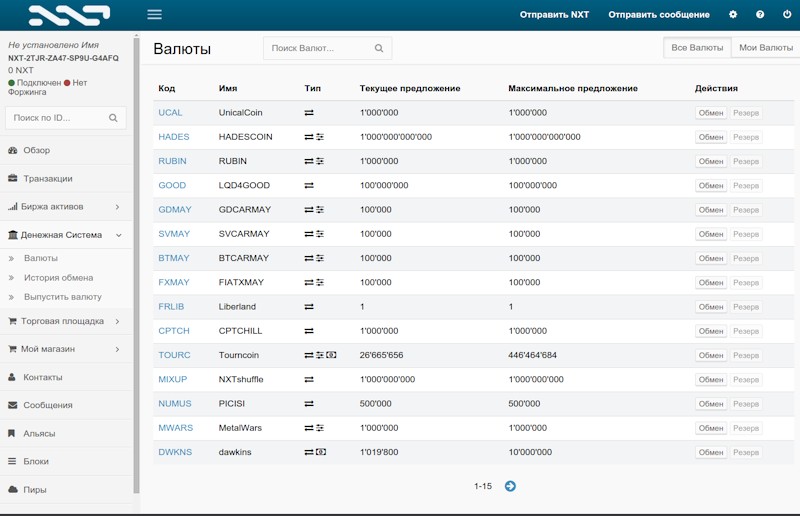 Отправить NXT Отправить сообщение
Не установлено Имя
NXT-2TJR-ZA47-SP9U-G4AFQ
0 NXT
Подключен Нет
Форжинга
Поиск по ID...
Обзор
Транзакции
Биржа активов
Денежная Система
Валюты
История обмена
Выпустить валюту
Торговая площадка
Мой магазин
Контакты
Сообщения
Альясы
Блоки
Пиры
Валюты Поиск Валют... Все Валюты Мои Валюты
Код Имя Тип Текущее предложение Максимальное предложение Действия
UCAL UnicalCoin 1'000'000 1'000'000 Обмен Резерв
HADES HADESCOIN 1'000'000'000'000 1'000'000'000'000 Обмен Резерв
RUBIN RUBIN 1'000'000 1'000'000 Обмен Резерв
GOOD LQD4GOOD 100'000'000 100'000'000 Обмен Резерв
GDMAY GDCARMAY 100'000 100'000 Обмен Резерв
SVMAY SVCARMAY 100'000 100'000 Обмен Резерв
BTMAY BTCARMAY 100'000 100'000 Обмен Резерв
FXMAY FIATXMAY 100'000 100'000 Обмен Резерв
FRLIB Liberland 1 1 Обмен Резерв
CPTCH CPTCHILL 1'000'000 1'000'000 Обмен Резерв
TOURC Tourncoin 26'665'656 446'464'684 Обмен Резерв
MIXUP NXTshuffle 1'000'000'000 1'000'000'000 Обмен Резерв
NUMUS PICISI 500'000 500'000 Обмен Резерв
MWARS MetalWars 1'000'000 1'000'000 Обмен Резерв
DWKNS dawkins 1'019'800 10'000'000 Обмен Резерв
1-15